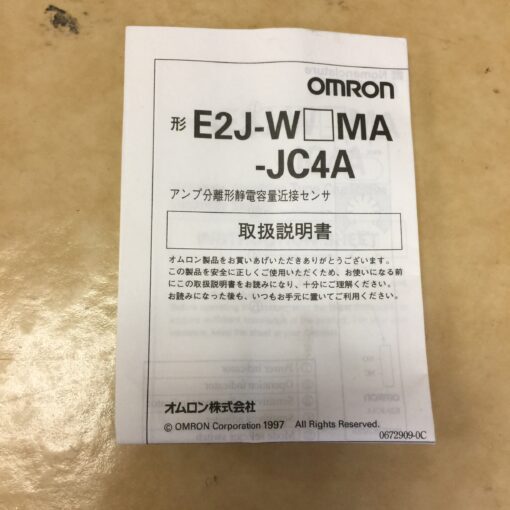 OMRON
形 E2J-W□MA
-JC4A
アンプ分離形静電容量近接センサ
取扱説明書
オムロン製品をお買いあげいただきありがとうございます。
この製品を安全に正しくご使用いただくため、お使いになる前
にこの取扱説明書をお読みになり、十分にご理解ください。
お読みになった後も、いつもお手元に置いてご利用ください。
オムロン株式会社
© OMRON Corporation 1997 All Rights Reserved.
0672909-0C